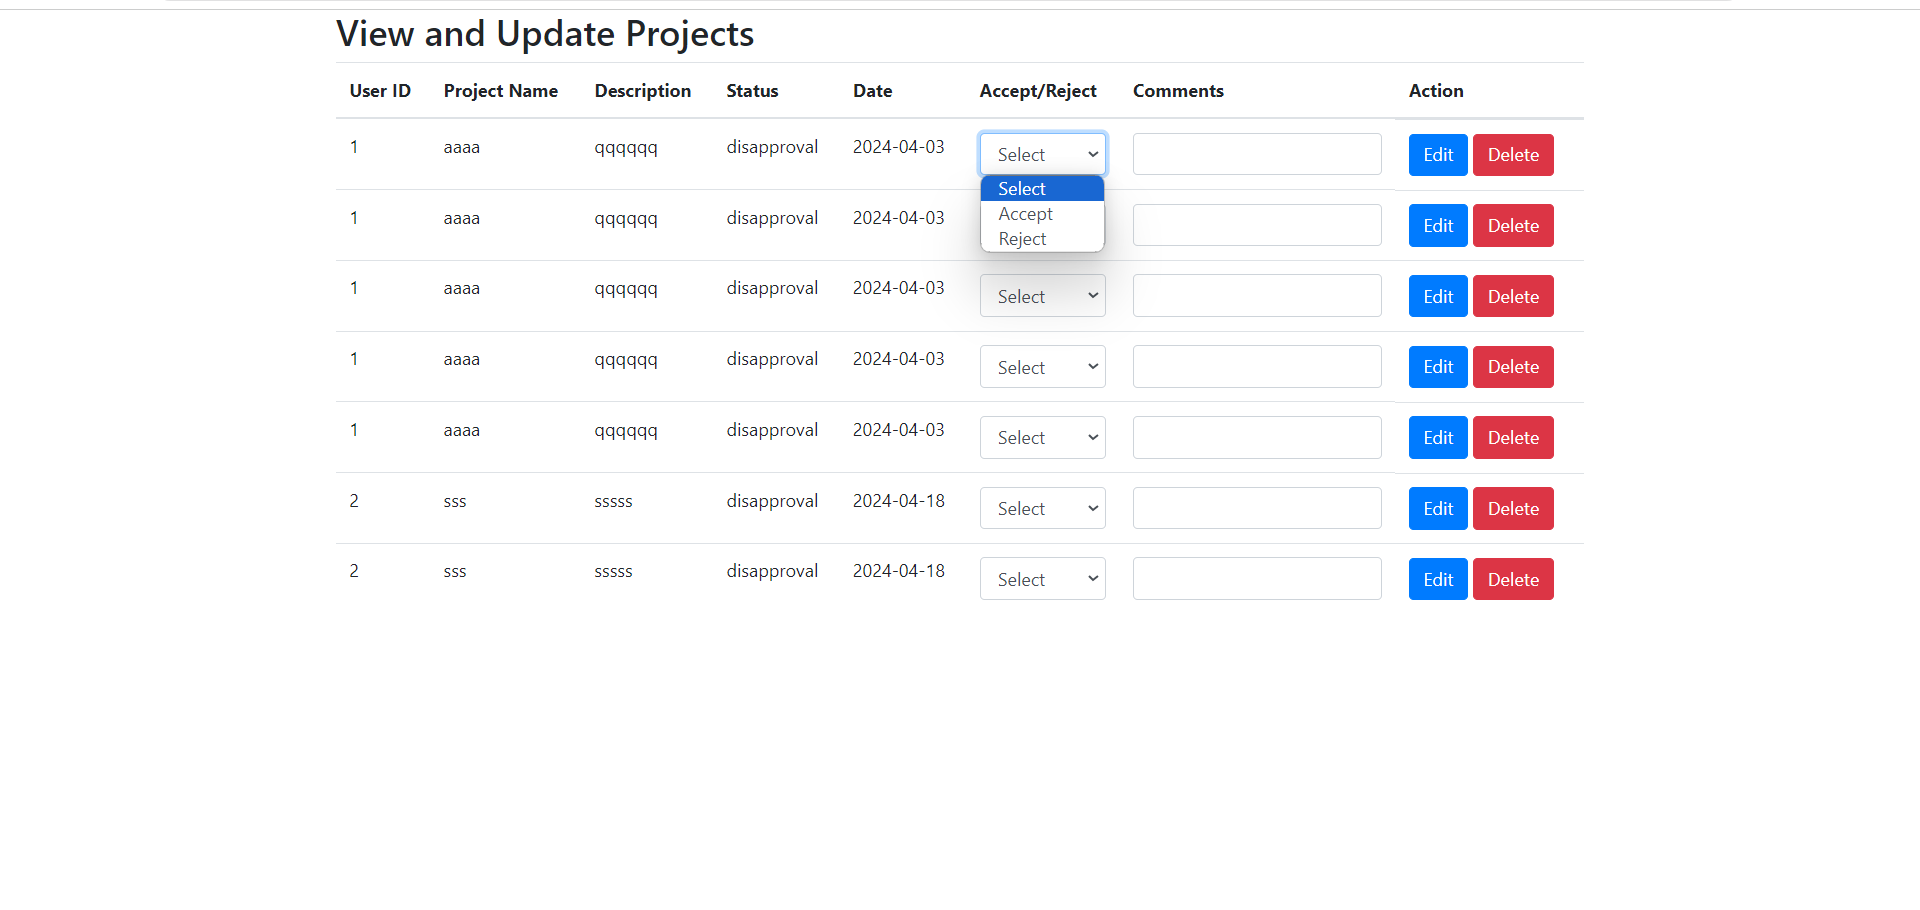 View and Update Projects
User ID Project Name Description Status Date Accept/Reject Comments Action
1 aaaa qqqqqq disapproval 2024-04-03 Select Edit Delete
Select
Accept
Reject
1 aaaa qqqqqq disapproval 2024-04-03 Edit Delete
1 aaaa qqqqqq disapproval 2024-04-03 Select Edit Delete
1 aaaa qqqqqq disapproval 2024-04-03 Select Edit Delete
1 aaaa qqqqqq disapproval 2024-04-03 Select Edit Delete
2 sss sssss disapproval 2024-04-18 Select Edit Delete
2 sss sssss disapproval 2024-04-18 Select Edit Delete